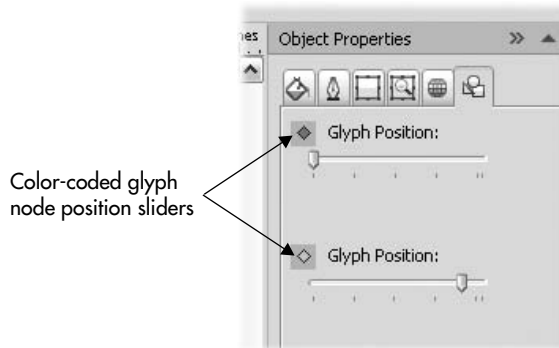 Object Properties
Glyph Position:
Color-coded glyph
node position sliders
Glyph Position: